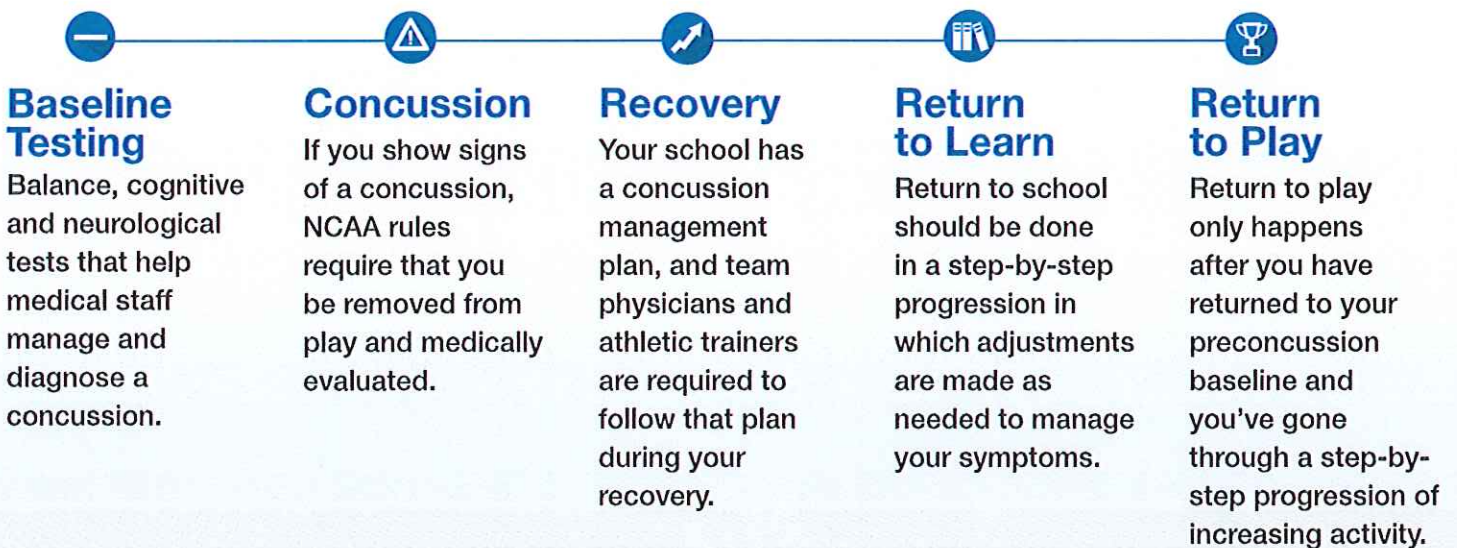 Baseline
Testing
Balance, cognitive
and neurological
tests that help
medical staff
manage and
diagnose a
concussion.
Concussion
If you show signs
of a concussion,
NCAA rules
require that you
be removed from
play and medically
evaluated.
Recovery
Your school has
a concussion
management
plan, and team
physicians and
athletic trainers
are required to
follow that plan
during your
recovery.
Return
to Learn
Return to school
should be done
in a step-by-step
progression in
which adjustments
are made as
needed to manage
your symptoms.
Return
to Play
Return to play
only happens
after you have
returned to your
preconcussion
baseline and
you've gone
through a step-by-
step progression of
increasing activity.